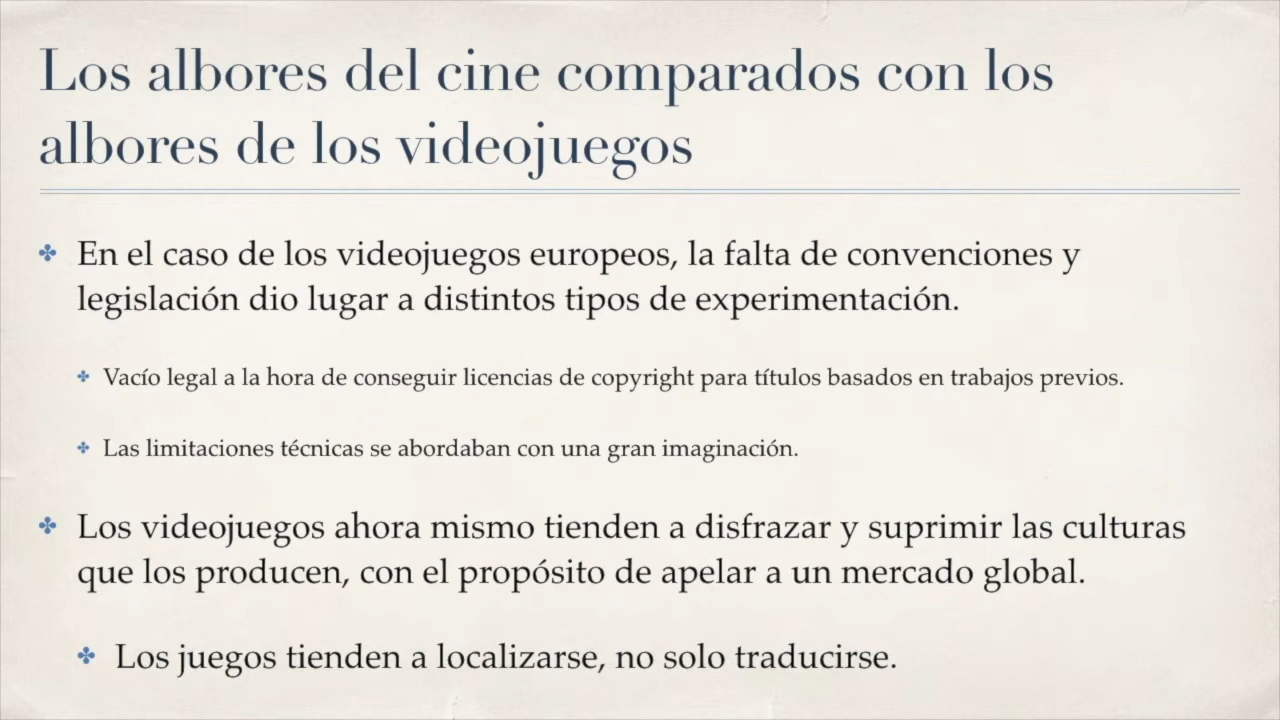 Los albores del cine comparados con los
albores de los videojuegos
En el caso de los videojuegos europeos, la falta de convenciones y
legislación dio lugar a distintos tipos de experimentación.
Vacío legal a la hora de conseguir licencias de copyright para títulos basados en trabajos previos.
Las limitaciones técnicas se abordaban con una gran imaginación.
Los videojuegos ahora mismo tienden a disfrazar y suprimir las culturas
que los producen, con el propósito de apelar a un mercado global.
Los juegos tienden a localizarse, no solo traducirse.